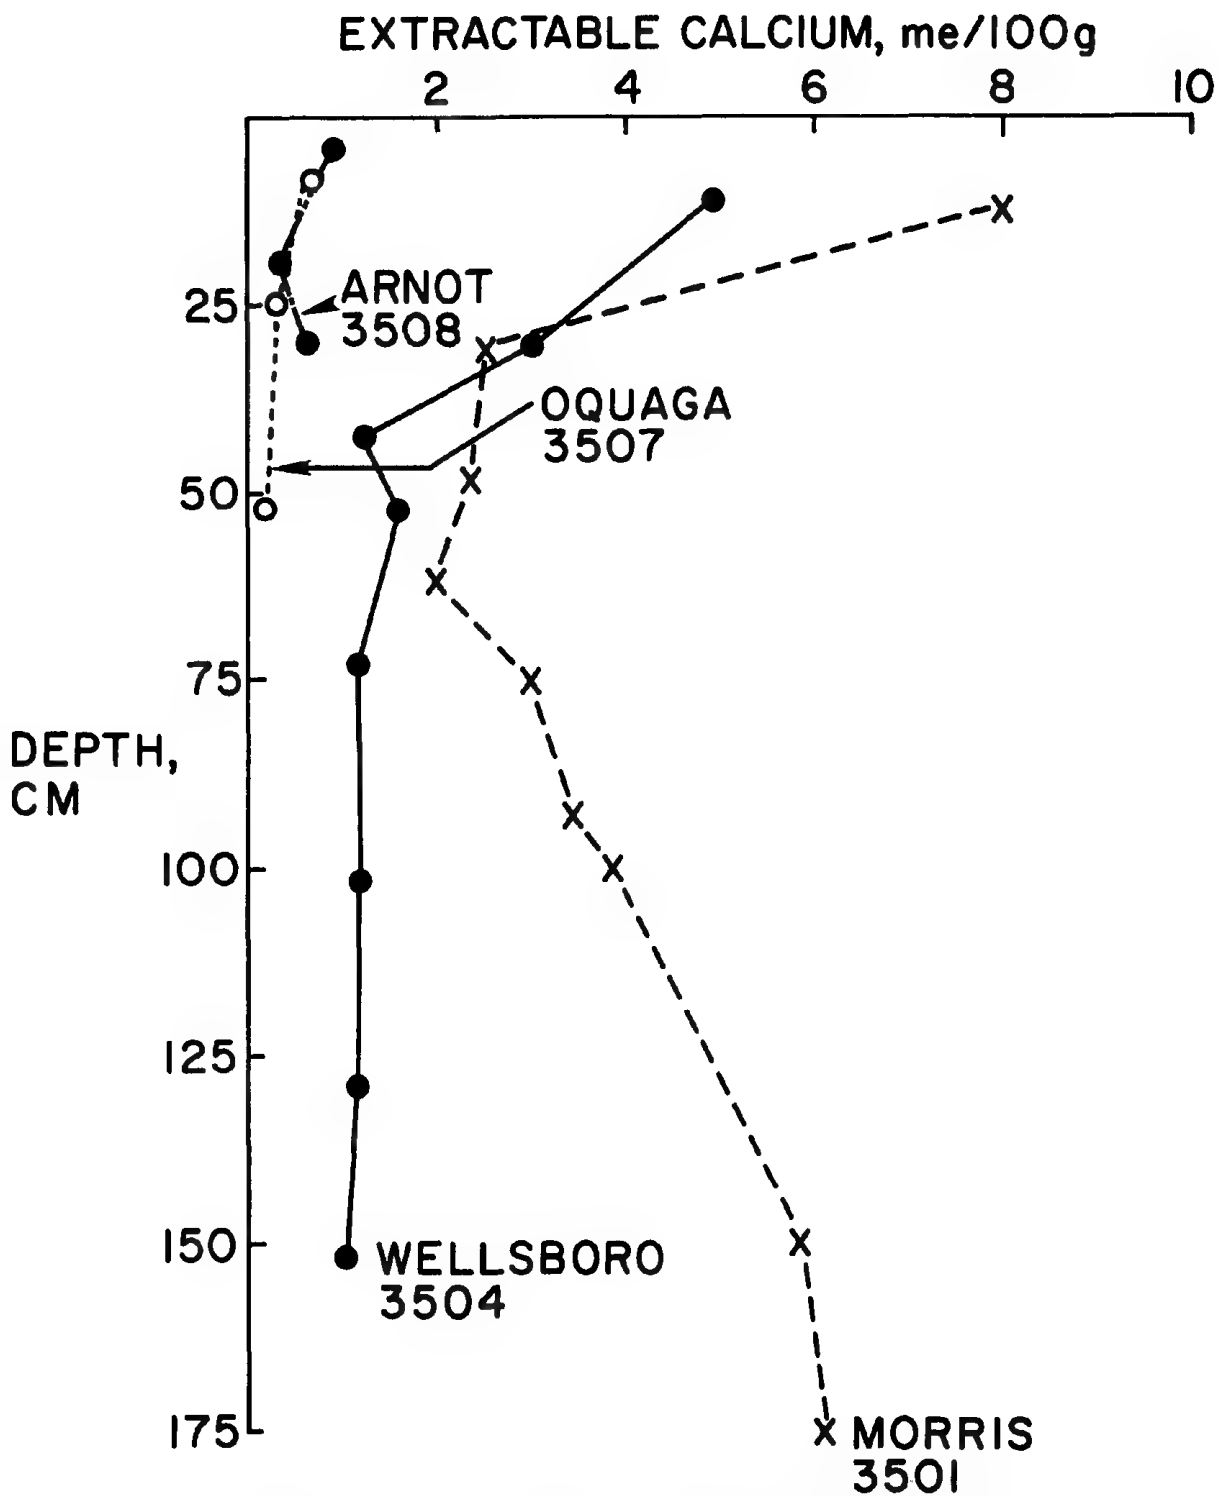 EXTRACTABLE CALCIUM, me/100g
2 4 6 8 10
ARNOT
3508
25
OQUAGA
3507
50
75
DEPTH,
CM
100
125
150
WELLSBORO
3504
175
MORRIS
3501